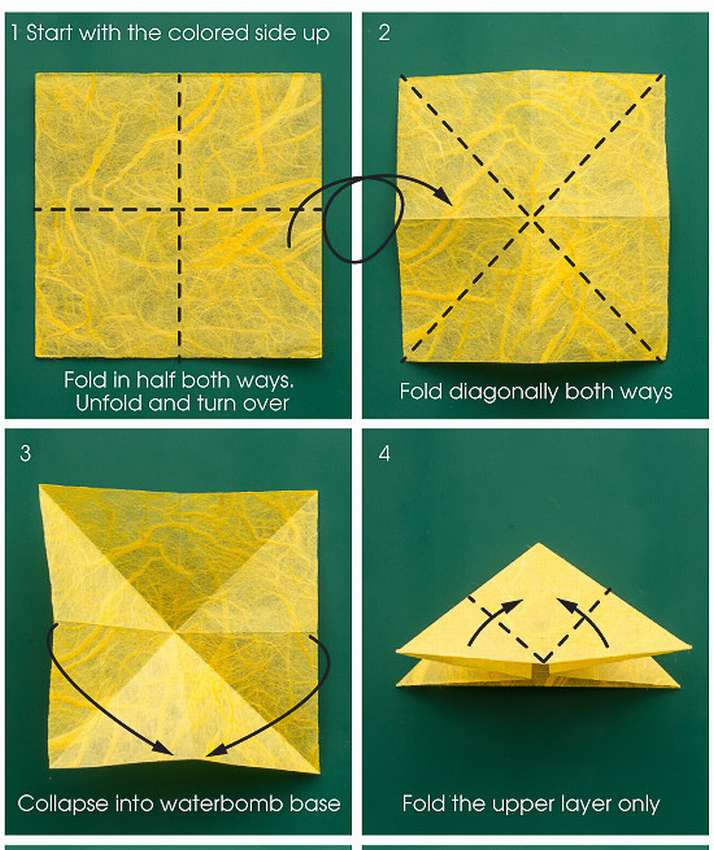 1 Start with the colored side up
Fold in half both ways.
Unfold and turn over
2
Fold diagonally both ways
3
Collapse into waterbomb base
4
Fold the upper layer only